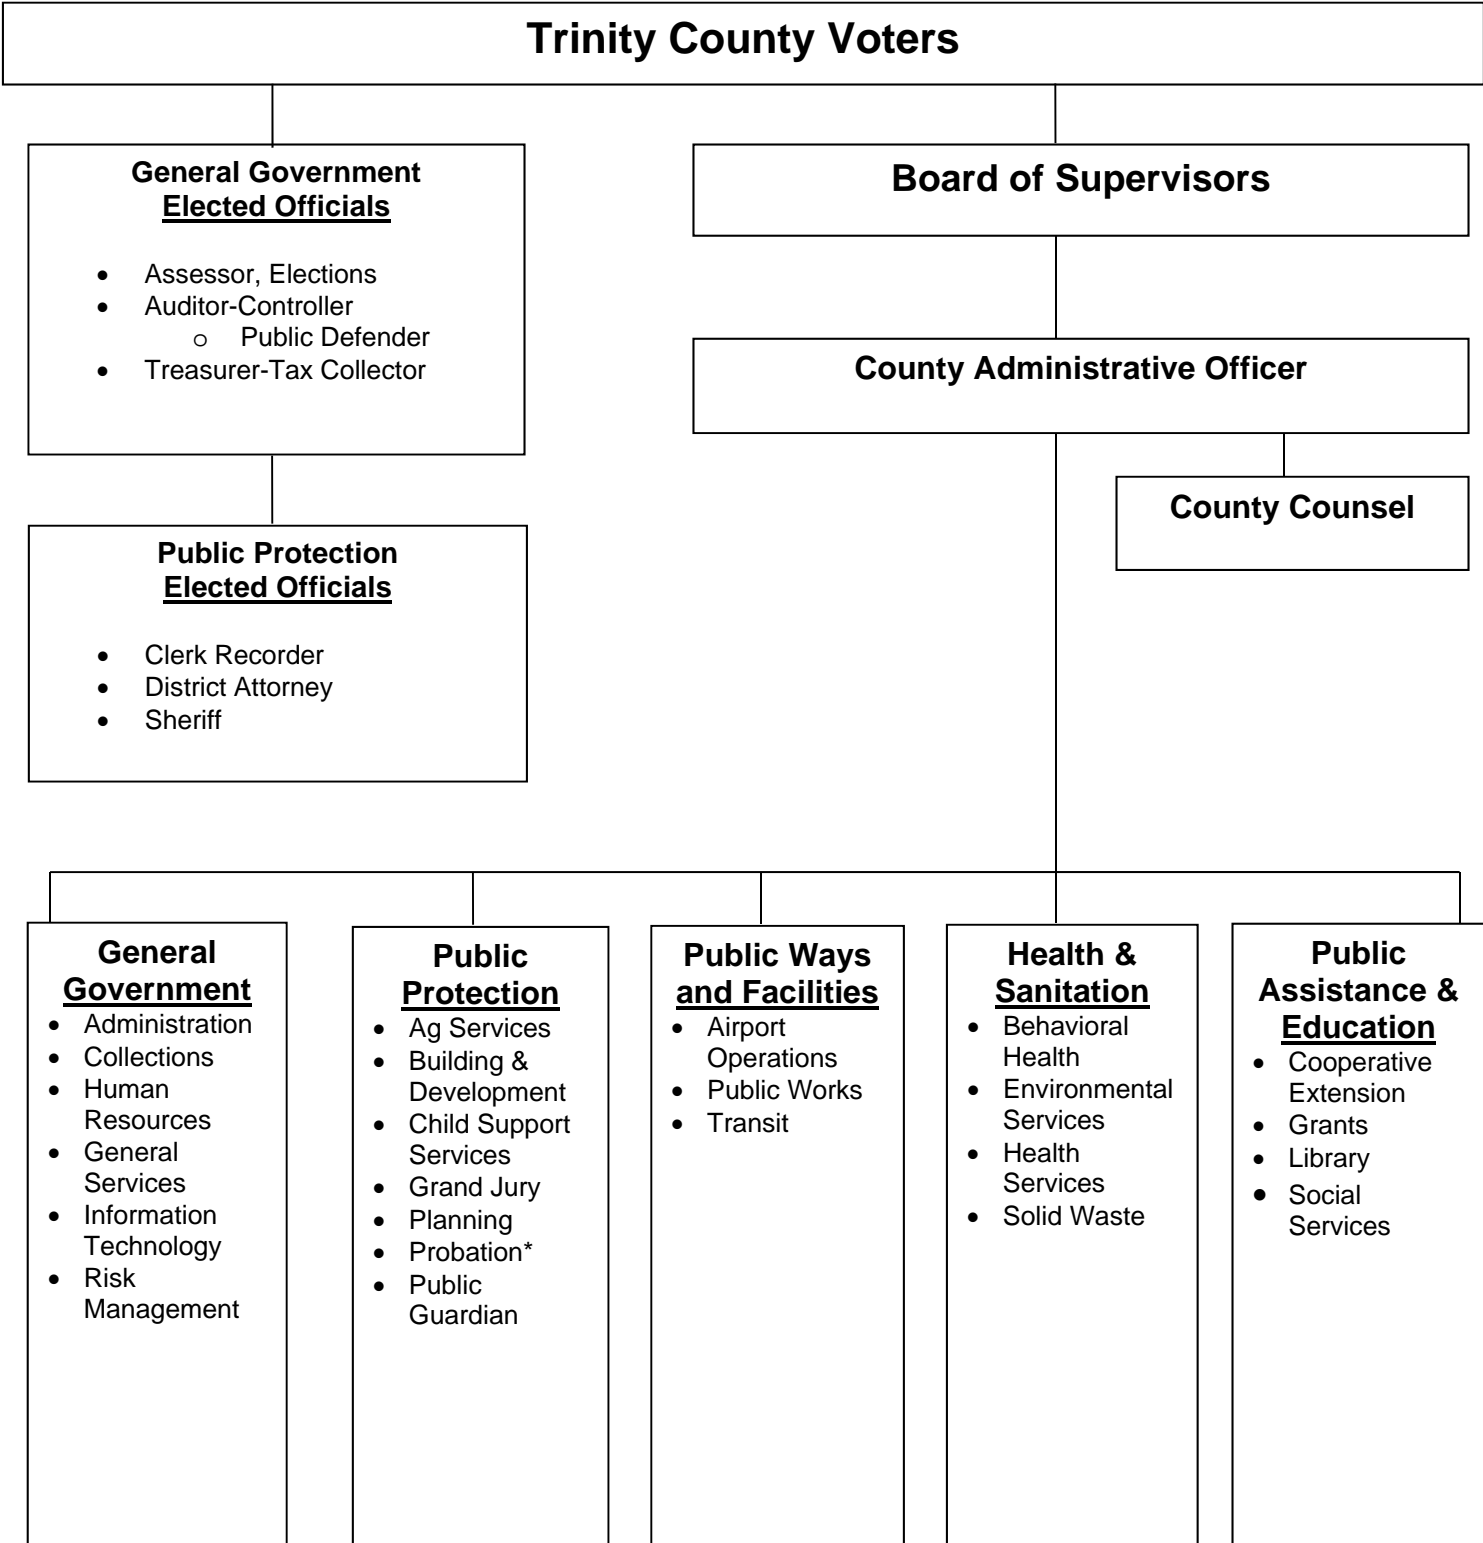 Trinity County Voters
General Government
Elected Officials
• Assessor, Elections
• Auditor-Controller
o Public Defender
• Treasurer-Tax Collector
Board of Supervisors
County Administrative Officer
County Counsel
Public Protection
Elected Officials
• Clerk Recorder
• District Attorney
• Sheriff
General
Government
• Administration
• Collections
• Human
Resources
• General
Services
• Information
Technology
• Risk
Management
Public
Protection
• Ag Services
• Building &
Development
• Child Support
Services
• Grand Jury
• Planning
• Probation*
• Public
Guardian
Public Ways
and Facilities
• Airport
Operations
• Public Works
• Transit
Health &
Sanitation
• Behavioral
Health
• Environmental
Services
• Health
Services
• Solid Waste
Public
Assistance &
Education
• Cooperative
Extension
• Grants
• Library
• Social
Services